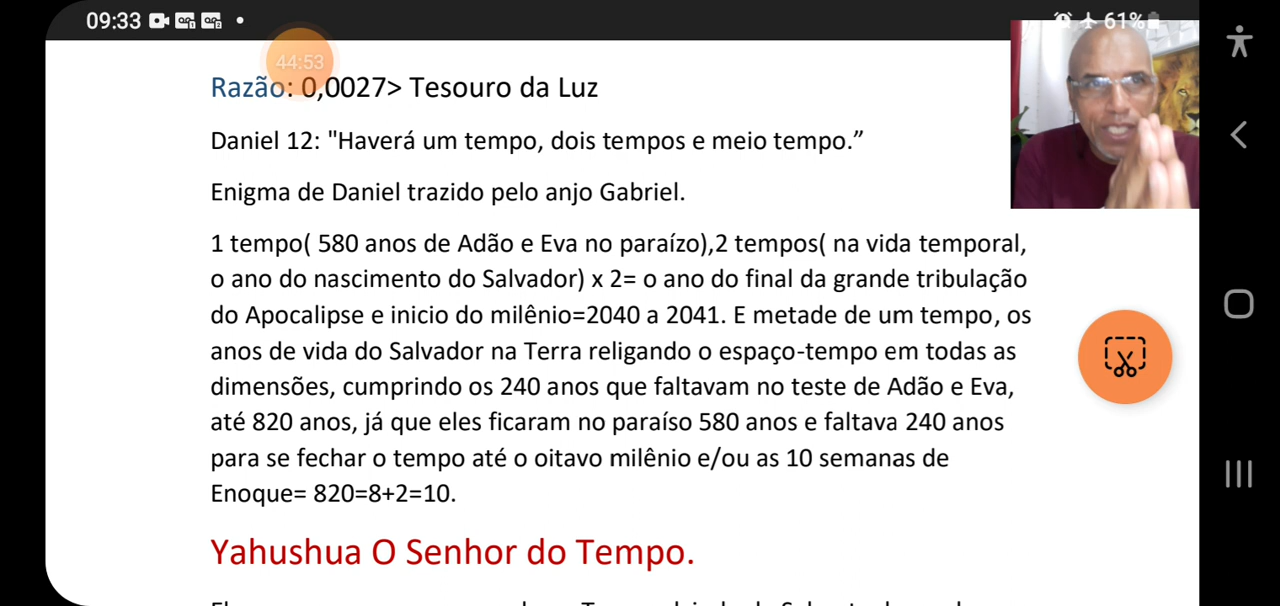 09:33
61%
44:53
Razão: 0,0027> Tesouro da Luz
Daniel 12: "Haverá um tempo, dois tempos e meio tempo.”
Enigma de Daniel trazido pelo anjo Gabriel.
1 tempo( 580 anos de Adão e Eva no paraízo),2 tempos( na vida temporal,
o ano do nascimento do Salvador) x 2= o ano do final da grande tribulação
do Apocalipse e inicio do milênio=2040 a 2041. E metade de um tempo, os
anos de vida do Salvador na Terra religando o espaço-tempo em todas as
dimensões, cumprindo os 240 anos que faltavam no teste de Adão e Eva,
até 820 anos, já que eles ficaram no paraíso 580 anos e faltava 240 anos
para se fechar o tempo até o oitavo milênio e/ou as 10 semanas de
Enoque= 820=8+2=10.
Yahushua O Senhor do Tempo.